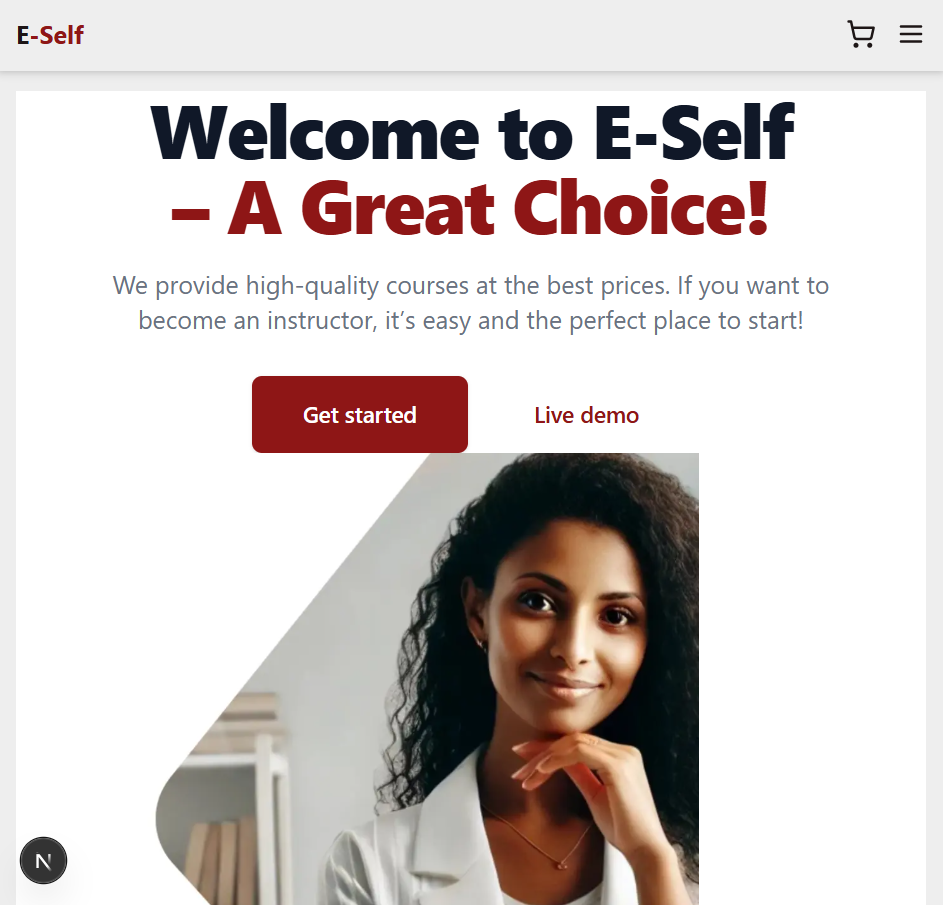 E-Self
Welcome to E-Self
– A Great Choice!
We provide high-quality courses at the best prices. If you want to
become an instructor, it’s easy and the perfect place to start!
Get started
Live demo
N